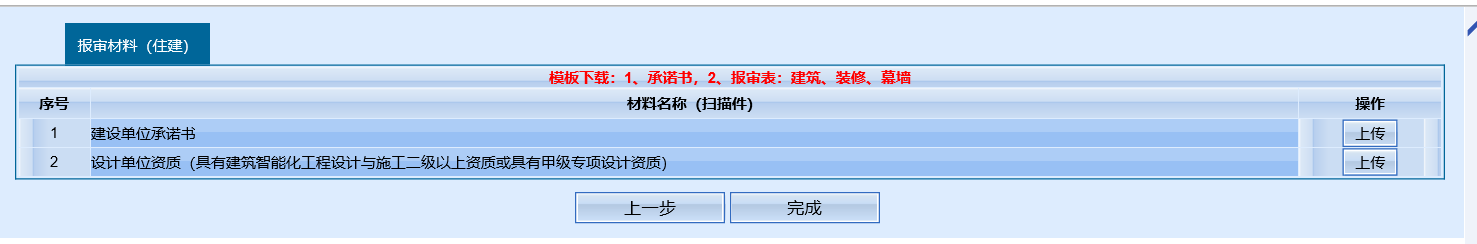 报审材料（住建）
模板下载：1、承诺书，2、报审表：建筑、装修、幕墙
序号 材料名称（扫描件） 操作
1 建设单位承诺书 上传
2 设计单位资质（具有建筑智能化工程设计与施工二级以上资质或具有甲级专项设计资质） 上传
上一步 完成